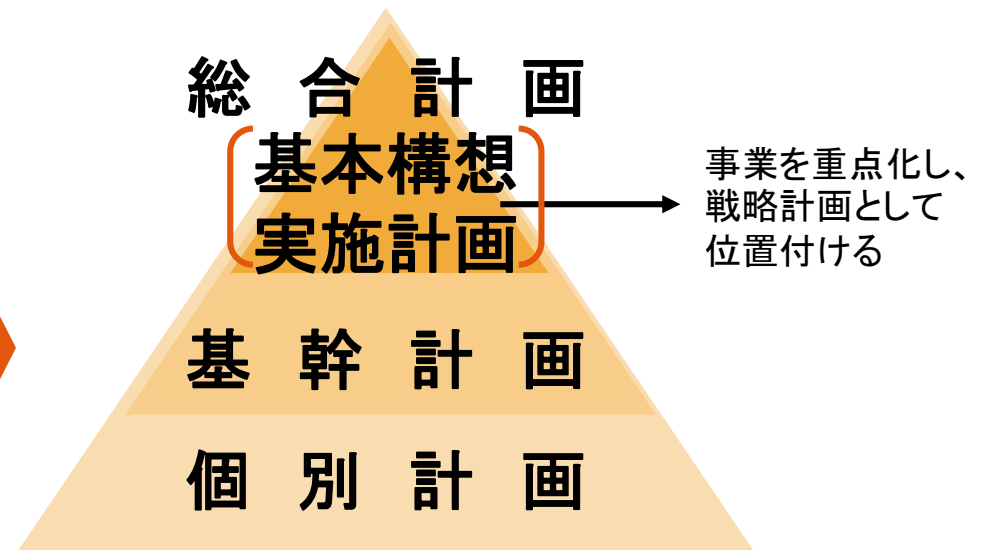 総合計画
基本構想
実施計画
事業を重点化し、
戦略計画として
位置付ける
基幹計画
個別計画